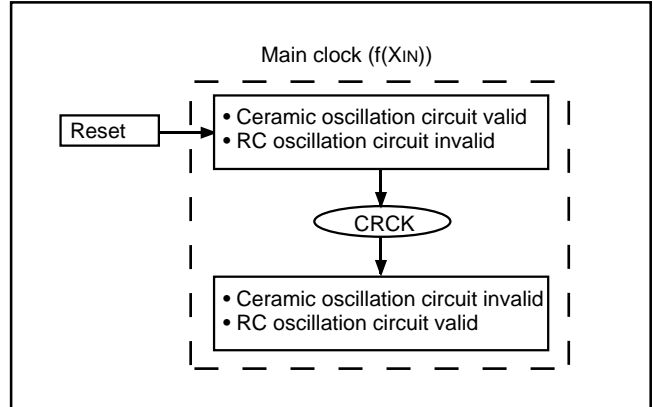 Main clock (f(XIN))
Reset
• Ceramic oscillation circuit valid
• RC oscillation circuit invalid
CRCK
• Ceramic oscillation circuit invalid
• RC oscillation circuit valid